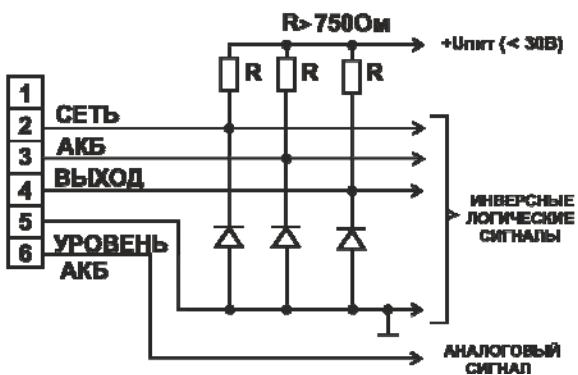 R>750Ом
+Uпит (< 30В)
R
R
R
1
2
СЕТЬ
3
АКБ
4
ВЫХОД
5
6
УРОВЕНЬ
АКБ
ИНВЕРСНЫЕ
ЛОГИЧЕСКИЕ
СИГНАЛЫ
АНАЛОГОВЫЙ
СИГНАЛ